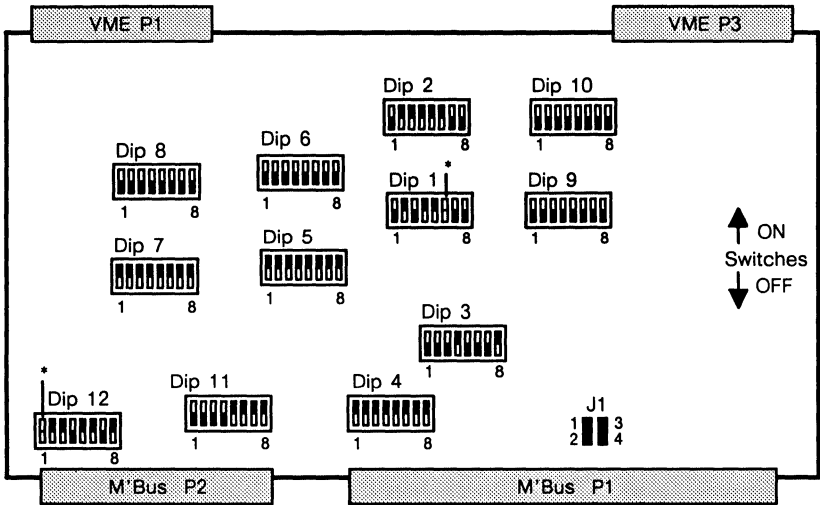 VME P1
VME P3
Dip 2
Dip 10
1 8
1 8
Dip 6
Dip 8
*
Dip 1
Dip 9
1 8
1 8
1 8
1 8
Dip 7
Dip 5
ON
Switches
OFF
1 8
1 8
Dip 3
1 8
*
Dip 12
Dip 11
Dip 4
J1
1 3
2 4
1 8
1 8
1 8
M'Bus P2
M'Bus P1